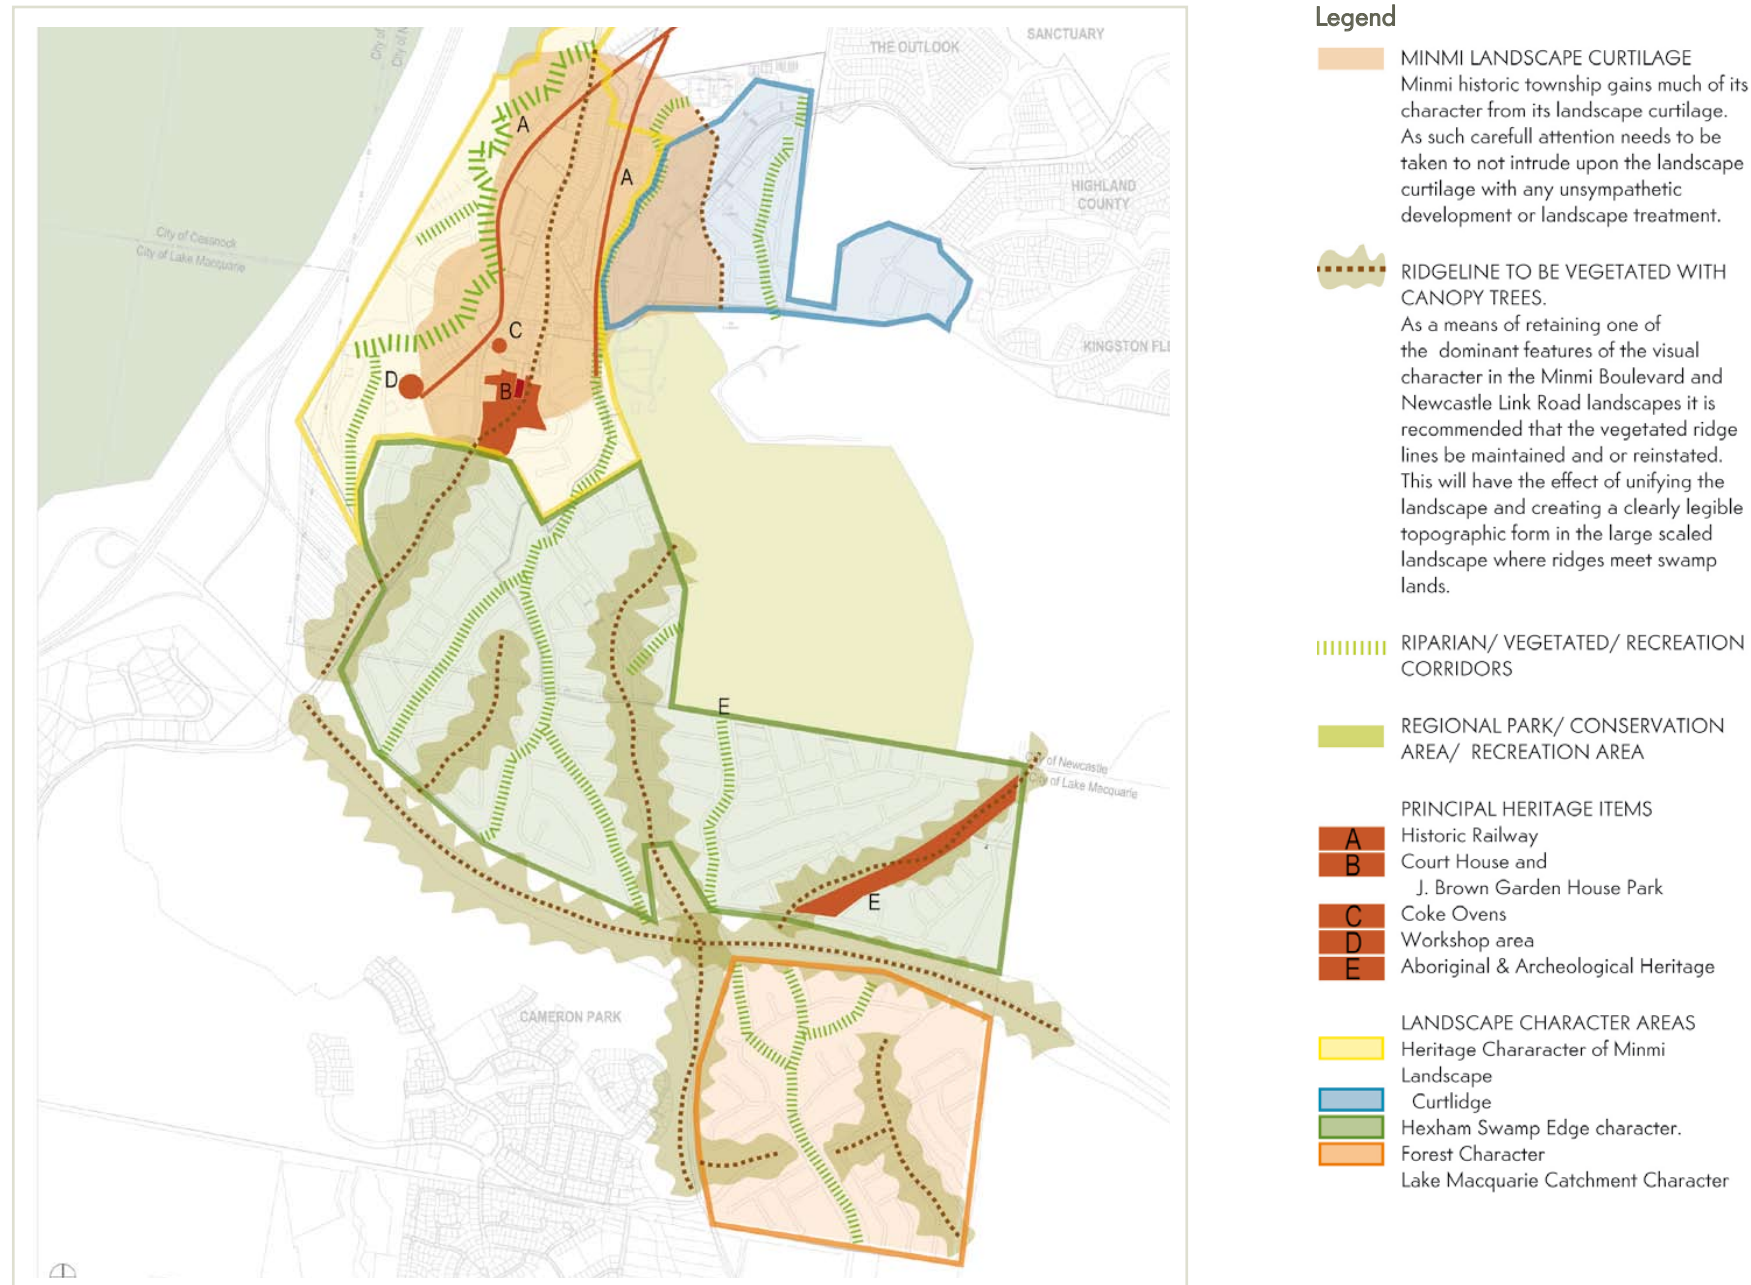 City of
City of N
THE OUTLOOK
SANCTUARY
A
A
HIGHLAND
COUNTY
City of Cessnock
City of Lake Macquarie
C
KINGSTON FLE
D
B
E
City of Newcastle
City of Lake Macquarie
E
CAMERON PARK
Legend
MINMI LANDSCAPE CURTILAGE
Minmi historic township gains much of its
character from its landscape curtilage.
As such carefull attention needs to be
taken to not intrude upon the landscape
curtilage with any unsympathetic
development or landscape treatment.
RIDGELINE TO BE VEGETATED WITH
CANOPY TREES.
As a means of retaining one of
the dominant features of the visual
character in the Minmi Boulevard and
Newcastle Link Road landscapes it is
recommended that the vegetated ridge
lines be maintained and or reinstated.
This will have the effect of unifying the
landscape and creating a clearly legible
topographic form in the large scaled
landscape where ridges meet swamp
lands.
RIPARIAN/ VEGETATED/ RECREATION
CORRIDORS
REGIONAL PARK/ CONSERVATION
AREA/ RECREATION AREA
PRINCIPAL HERITAGE ITEMS
A Historic Railway
B Court House and
J. Brown Garden House Park
C Coke Ovens
D Workshop area
E Aboriginal & Archeological Heritage
LANDSCAPE CHARACTER AREAS
Heritage Chararacter of Minmi
Landscape
Curtlidge
Hexham Swamp Edge character.
Forest Character
Lake Macquarie Catchment Character